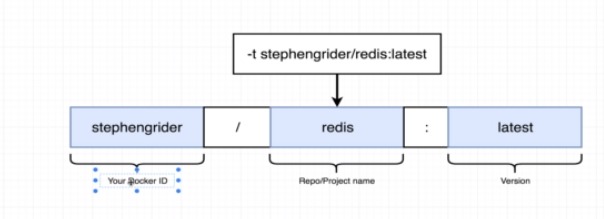 -t stephengrider/redis:latest
stephengrider / redis : latest
Your Docker ID Repo/Project name Version